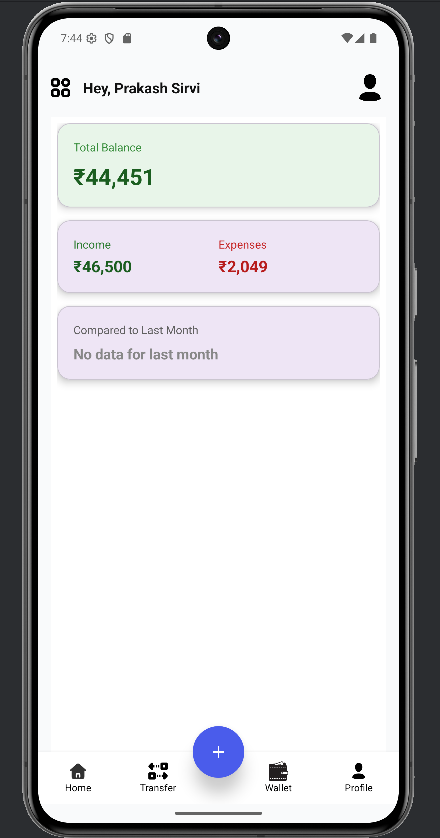 7:44
Hey, Prakash Sirvi
Total Balance
₹44,451
Income Expenses
₹46,500 ₹2,049
Compared to Last Month
No data for last month
+
Home Transfer Wallet Profile